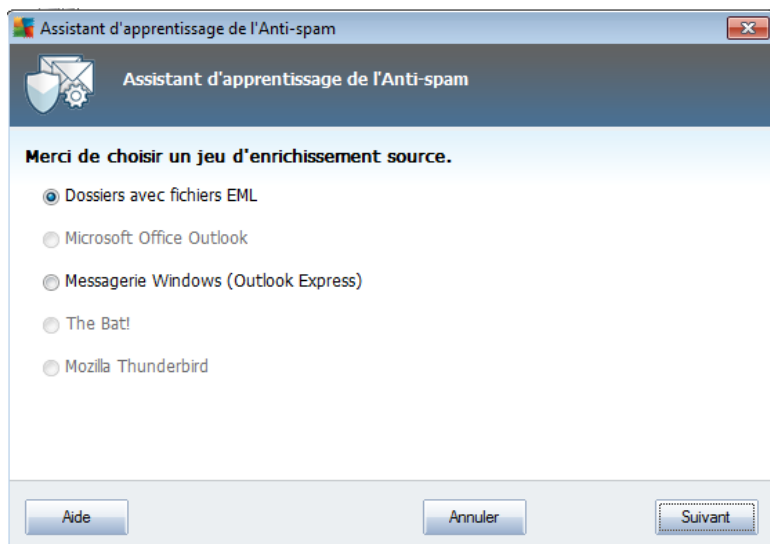 Assistant d'apprentissage de l'Anti-spam
Assistant d'apprentissage de l'Anti-spam
Merci de choisir un jeu d'enrichissement source.
Dossiers avec fichiers EML
Microsoft Office Outlook
Messagerie Windows (Outlook Express)
The Bat!
Mozilla Thunderbird
Aide
Annuler
Suivant